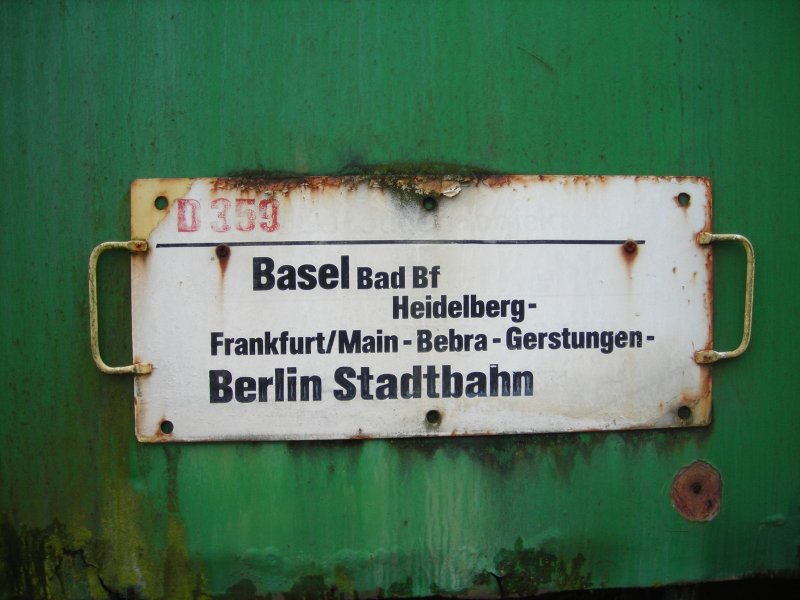 D 359
Basel Bad Bf
Heidelberg-
Frankfurt/Main - Bebra - Gerstungen-
Berlin Stadtbahn